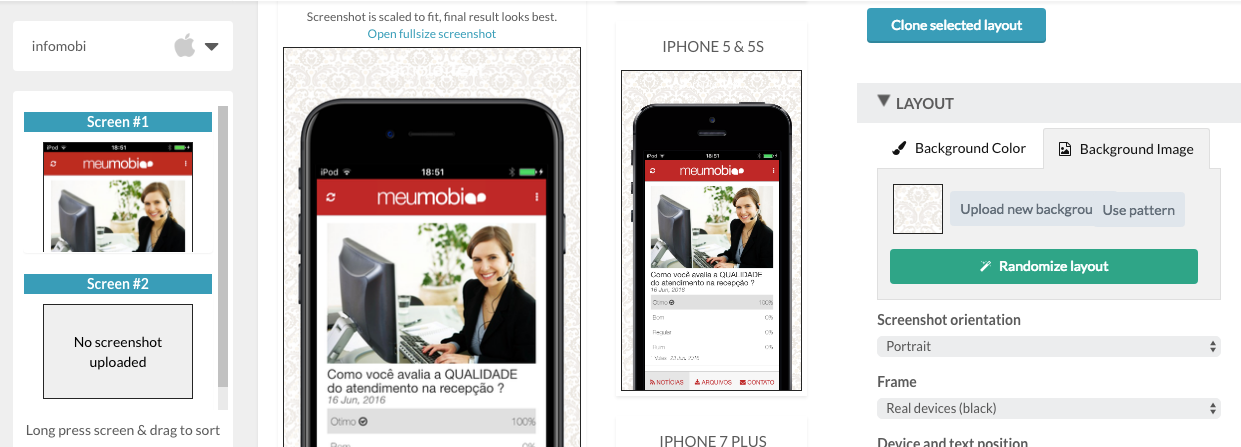 infomobi
Screen #1
iPod 18:51
meumobi
Screen #2
No screenshot
uploaded
Long press screen & drag to sort
Screenshot is scaled to fit, final result looks best.
Open fullsize screenshot
iPod 18:51
meumobi
Como você avalia a QUALIDADE
do atendimento na recepção ?
16 Jun, 2016
Otimo 100%
IPHONE 5 & 5S
iPod 18:51
meumobi
Como você avalia a QUALIDADE
do atendimento na recepção ?
16 Jun, 2016
Otimo 100%
Bom 0%
Regular 0%
Ruim 0%
NOTÍCIAS ARQUIVOS CONTATO
IPHONE 7 PLUS
Clone selected layout
LAYOUT
Background Color Background Image
Upload new backgrou Use pattern
Randomize layout
Screenshot orientation
Portrait
Frame
Real devices (black)
Device and text position